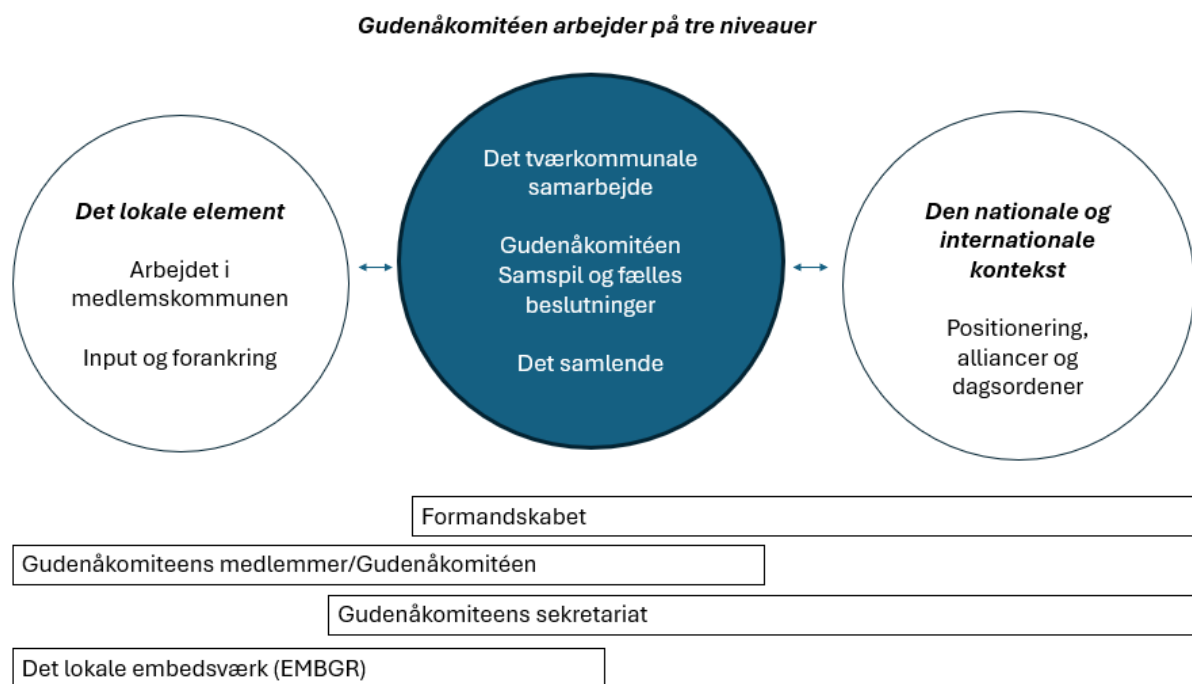 Gudenåkomitéen arbejder på tre niveauer
Det lokale element
Arbejdet i
medlemskommunen
Input og forankring
Det tværkommunale
samarbejde
Gudenåkomitéen
Samspil og fælles
beslutninger
Det samlende
Den nationale og
internationale
kontekst
Positionering,
alliancer og
dagsordener
Formandskabet
Gudenåkomiteens medlemmer/Gudenåkomitéen
Gudenåkomiteens sekretariat
Det lokale embedsværk (EMBGR)